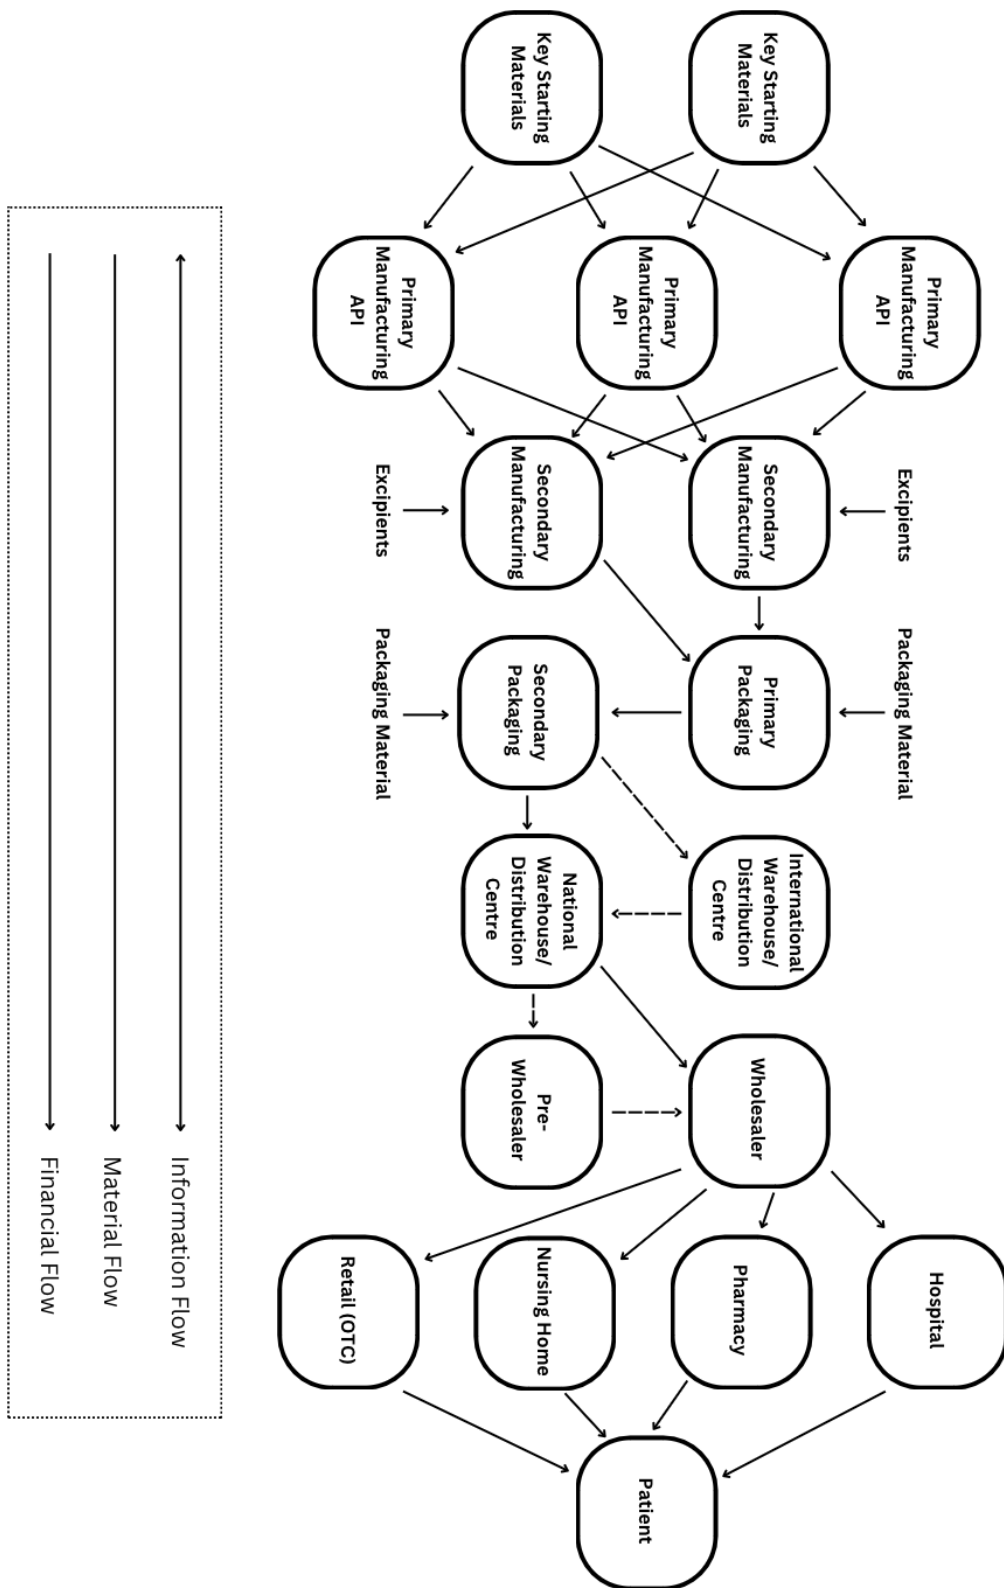 Key Starting
Materials
Key Starting
Materials
Primary
Manufacturing
API
Primary
Manufacturing
API
Primary
Manufacturing
API
Excipients
Secondary
Manufacturing
Secondary
Manufacturing
Excipients
Packaging Material
Primary
Packaging
Secondary
Packaging
Packaging Material
International
Warehouse/
Distribution
Centre
National
Warehouse/
Distribution
Centre
Wholesaler
Pre-
Wholesaler
Hospital
Pharmacy
Nursing Home
Retail (OTC)
Patient
Information Flow
Material Flow
Financial Flow